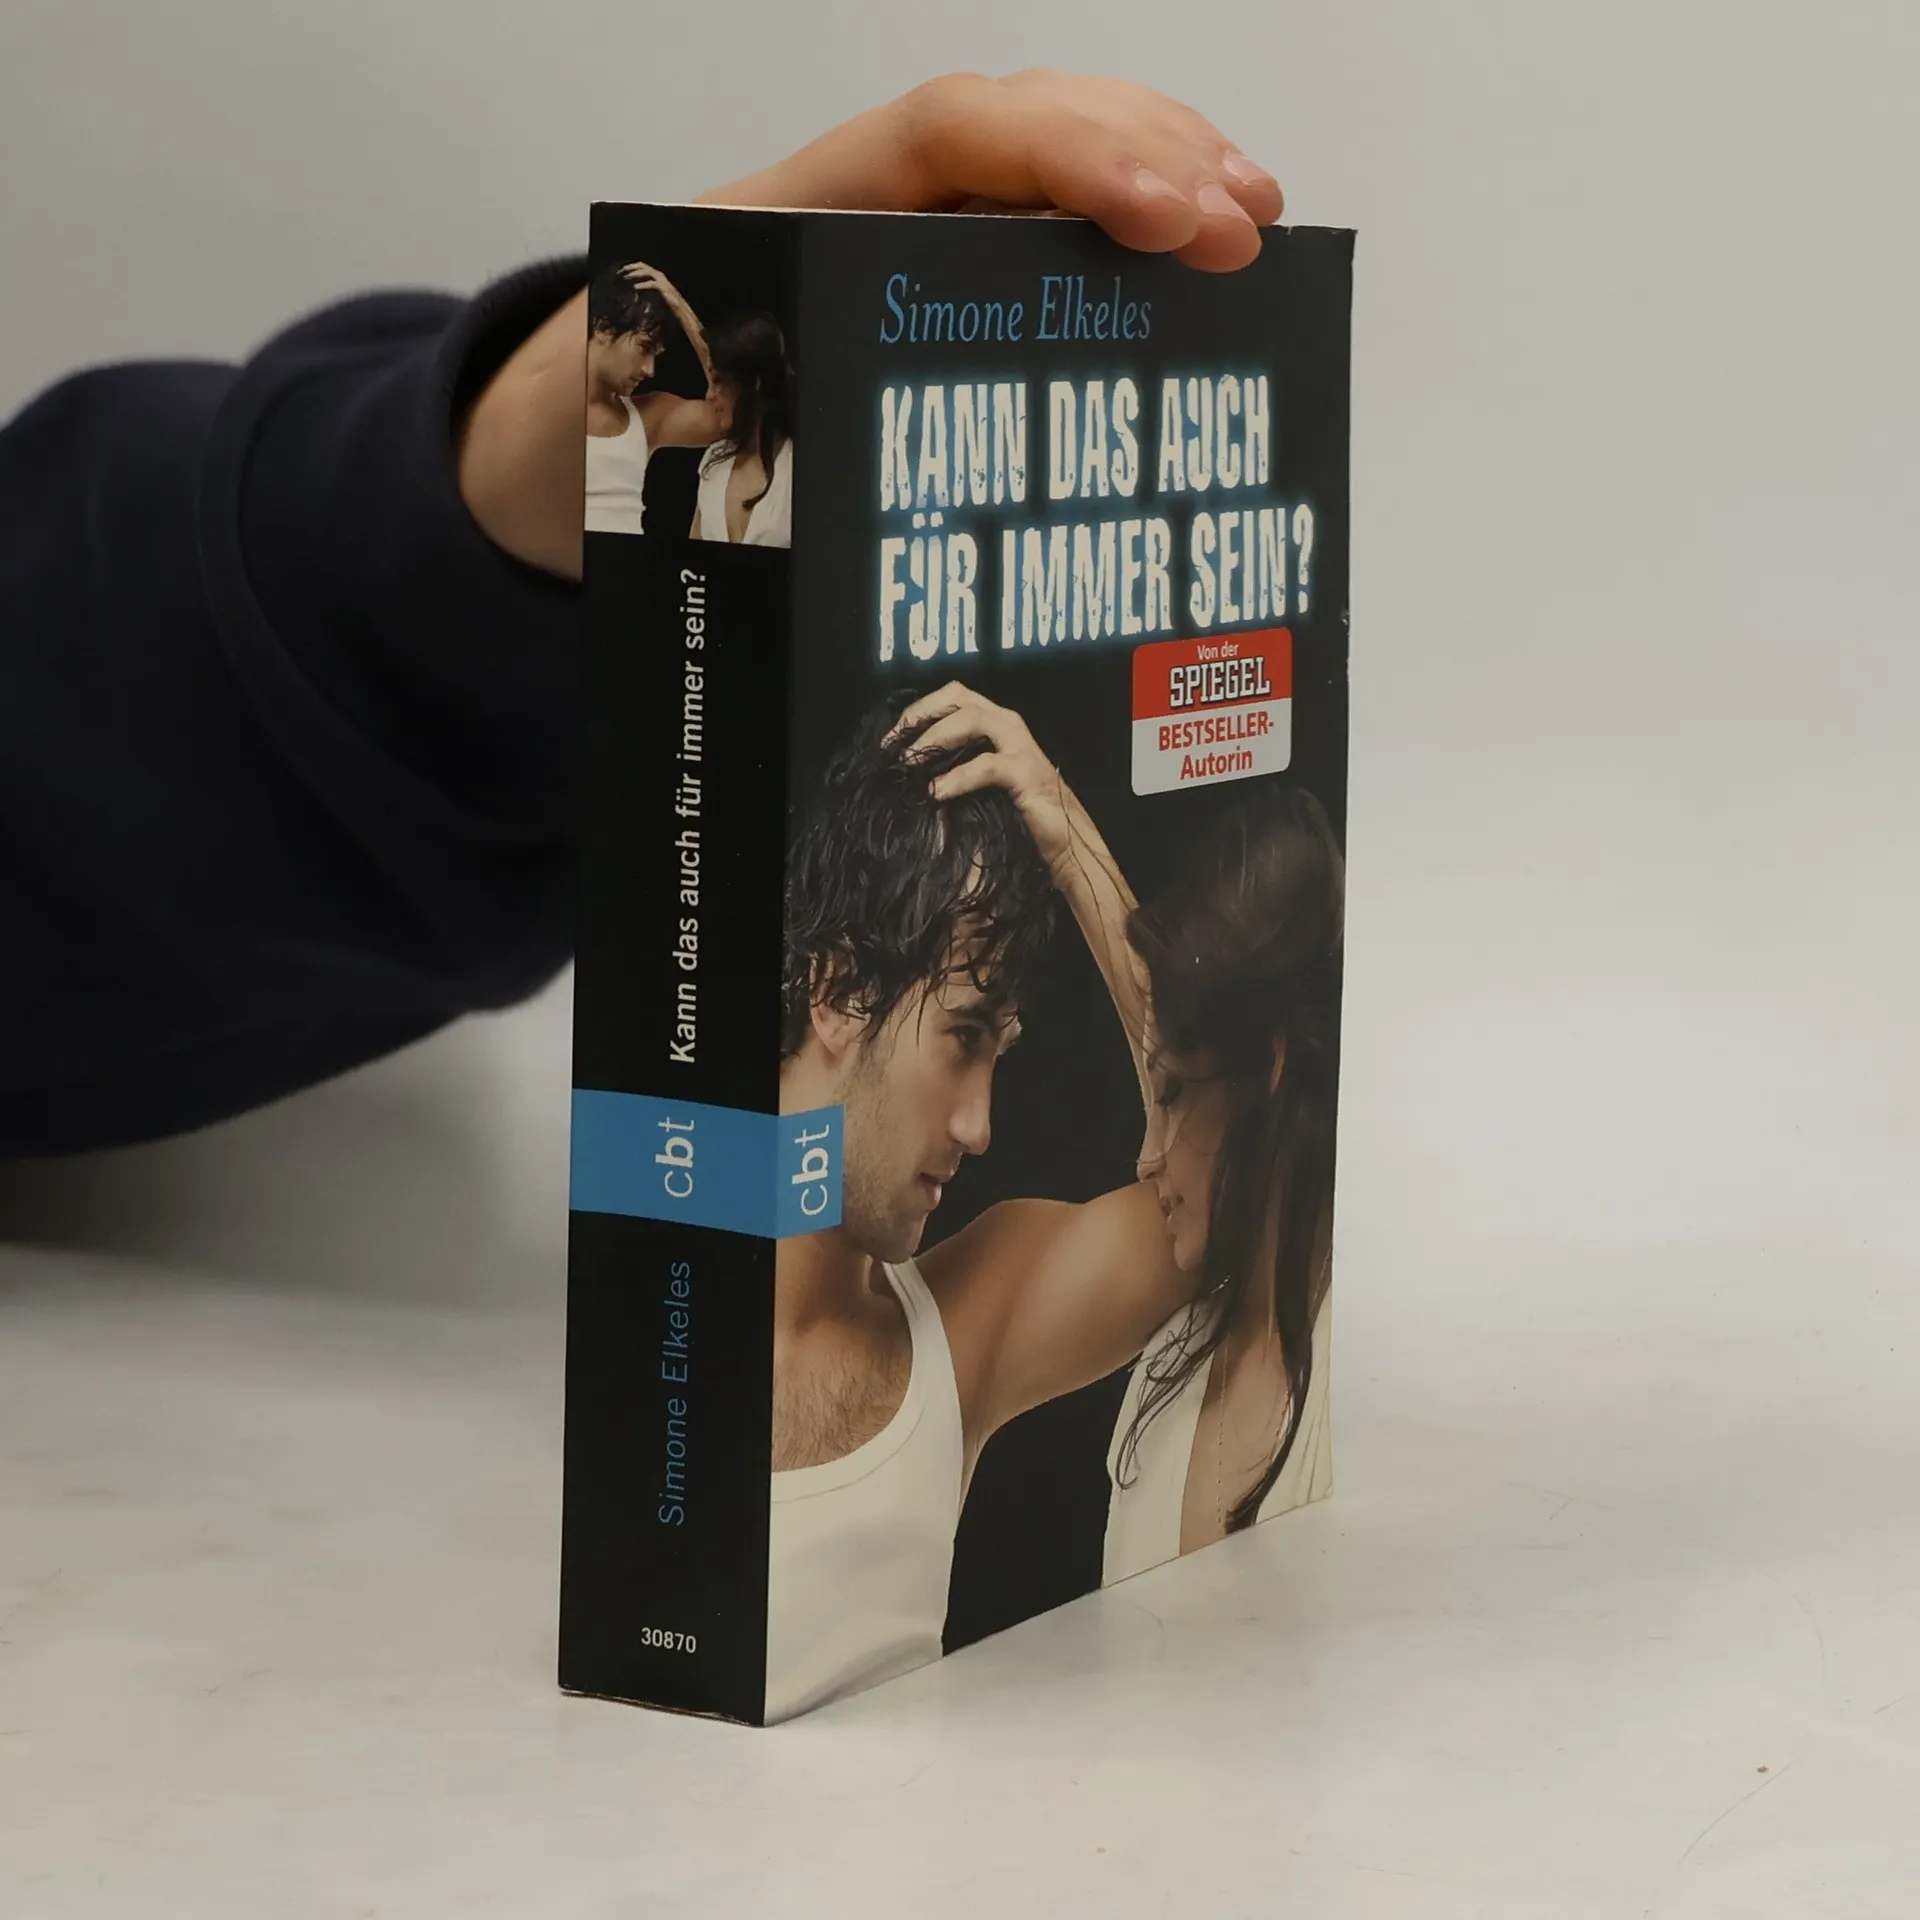 Simone Elkeles
KANN DAS AUCH
FÜR IMMER SEIN?
Von der
SPIEGEL
BESTSELLER-
Autorin
cbt
Kann das auch für immer sein?
cbt
Simone Elkeles
30870